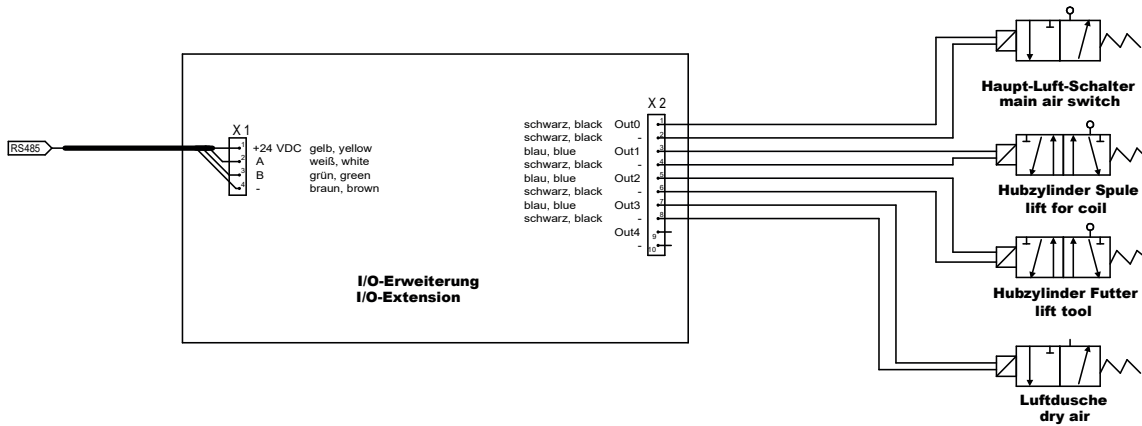 RS485
X 1
1 +24 VDC gelb, yellow
2 A weiß, white
3 B grün, green
4 - braun, brown
I/O-Erweiterung
I/O-Extension
X 2
schwarz, black Out0 1
schwarz, black - 2
blau, blue Out1 3
schwarz, black - 4
blau, blue Out2 5
schwarz, black - 6
blau, blue Out3 7
schwarz, black - 8
Out4 9
- 10
Haupt-Luft-Schalter
main air switch
Hubzylinder Spule
lift for coil
Hubzylinder Futter
lift tool
Luftdusche
dry air